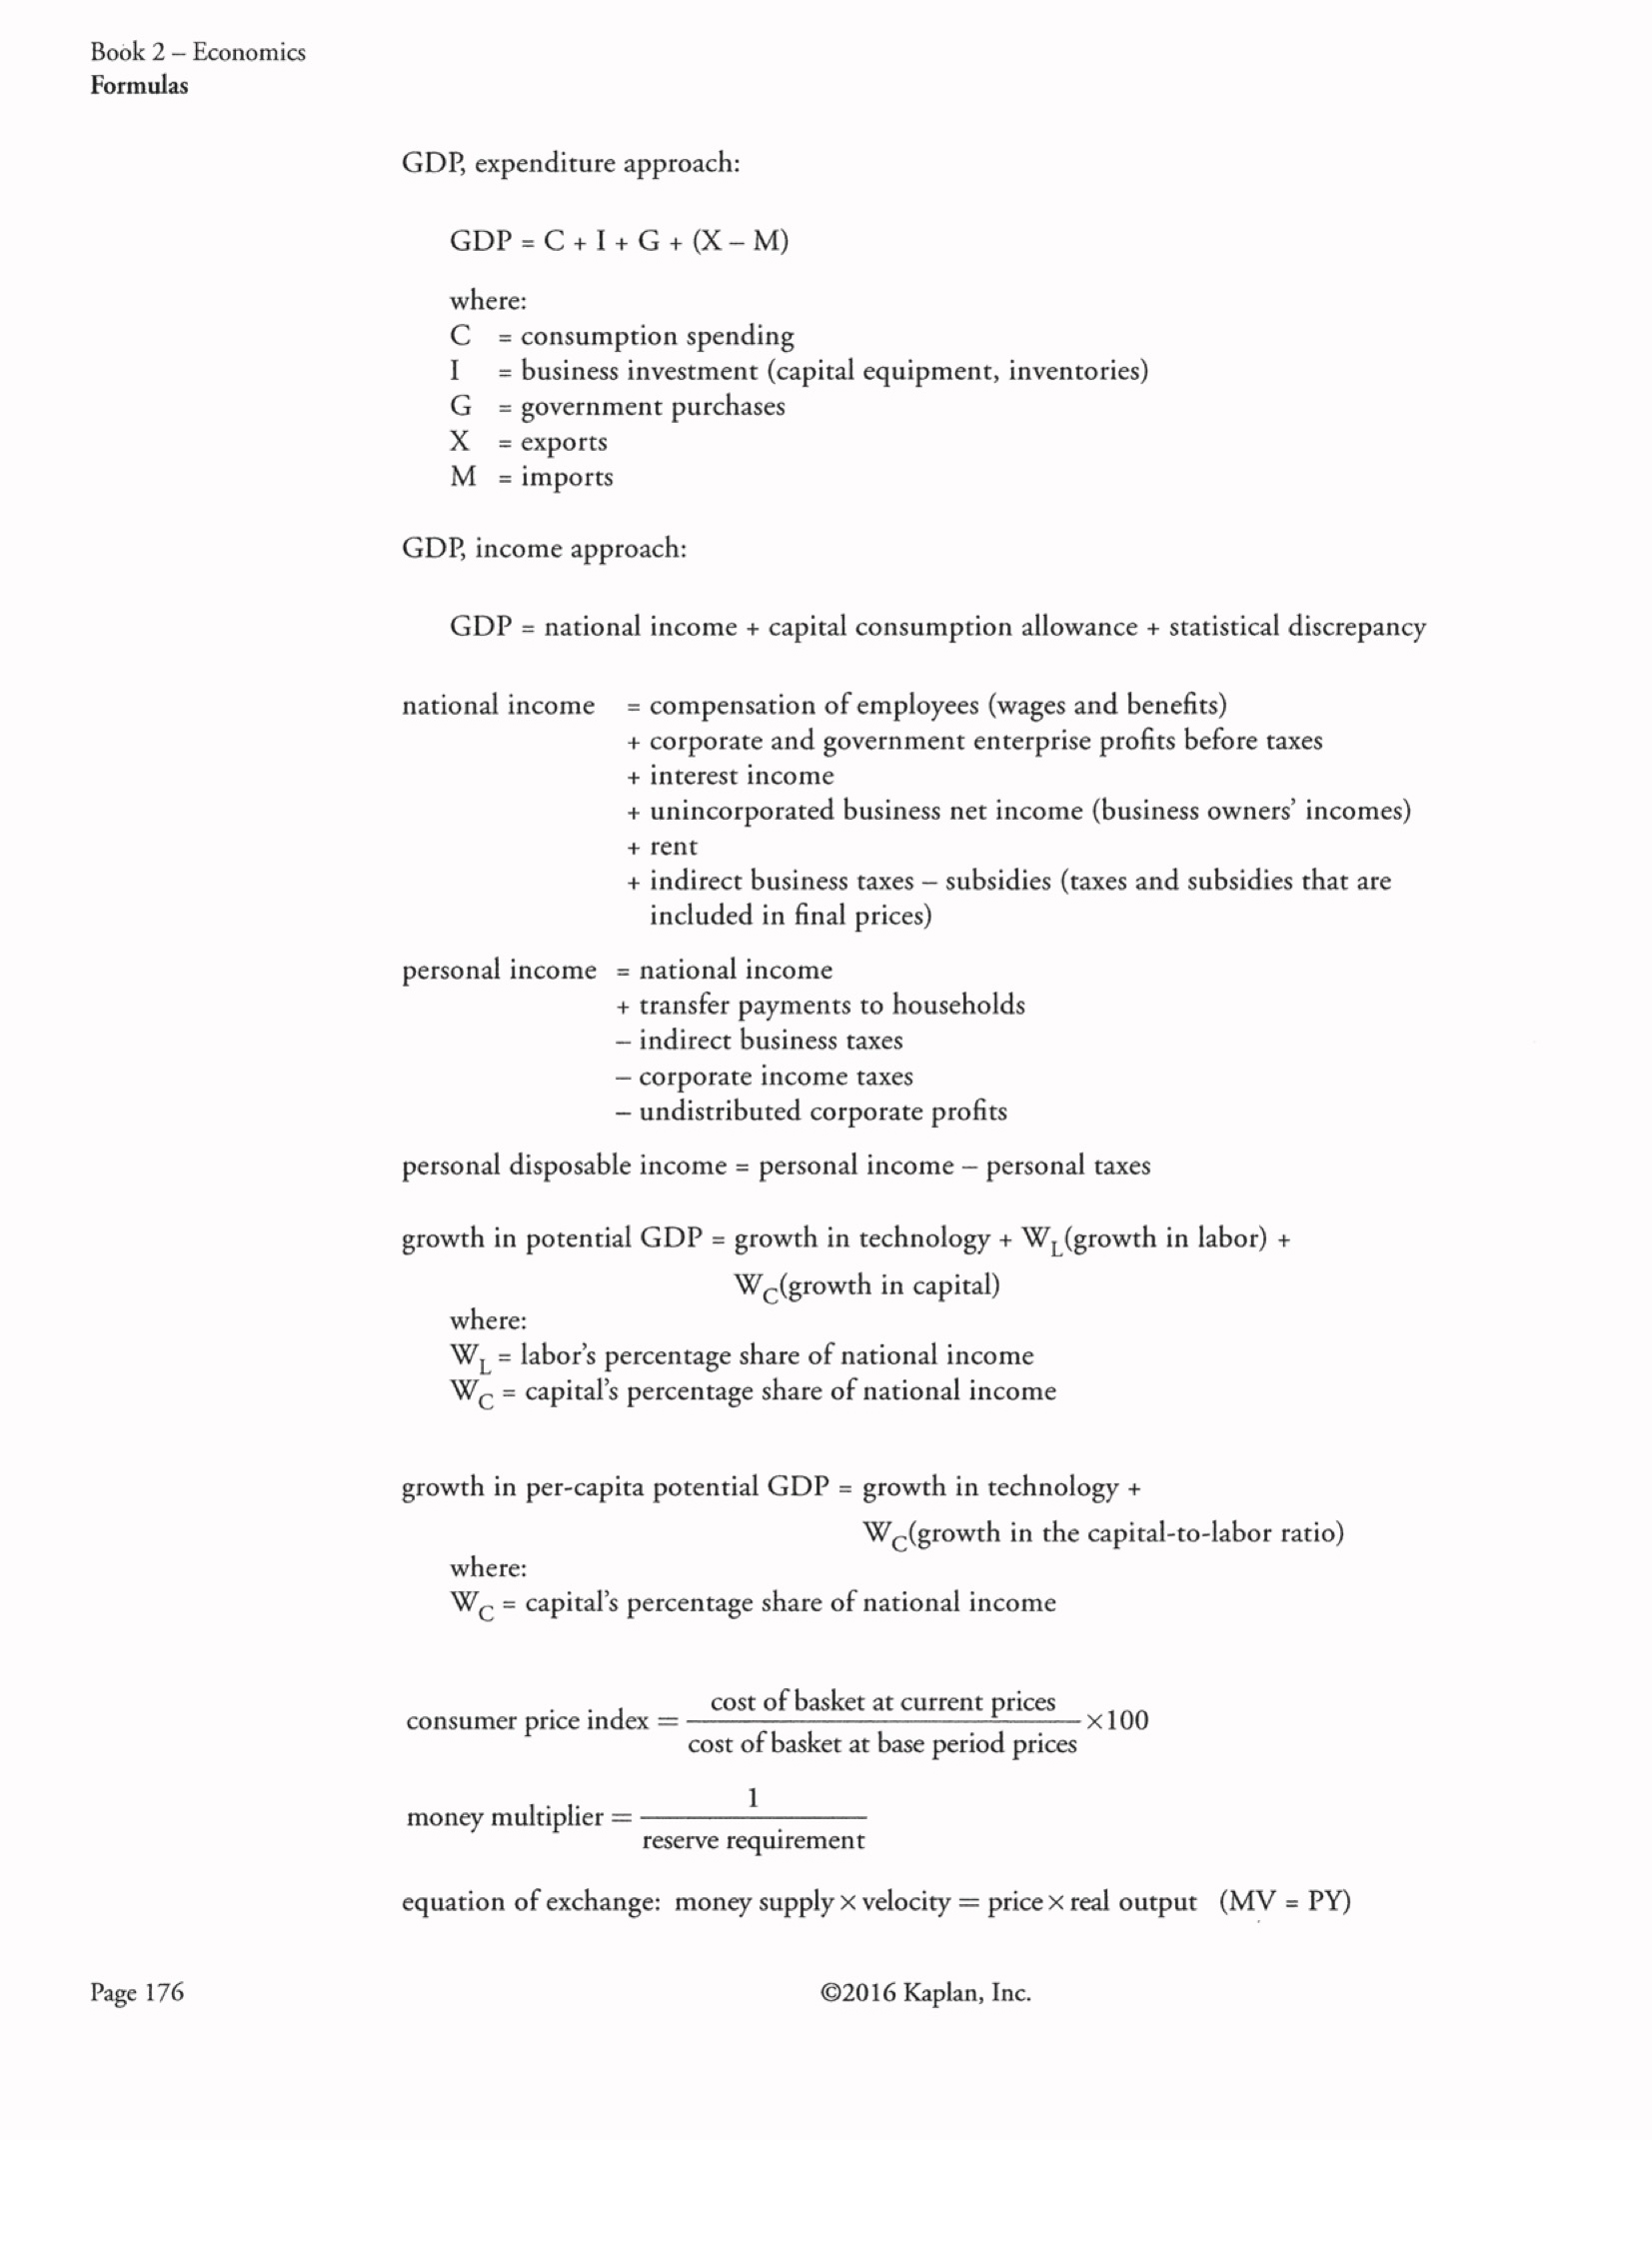 Book 2 – Economics
Formulas
GDP, expenditure approach:
GDP = C + I + G + (X – M)
where:
C = consumption spending
I = business investment (capital equipment, inventories)
G = government purchases
X = exports
M = imports
GDP, income approach:
GDP = national income + capital consumption allowance + statistical discrepancy
national income = compensation of employees (wages and benefits)
+ corporate and government enterprise profits before taxes
+ interest income
+ unincorporated business net income (business owners’ incomes)
+ rent
+ indirect business taxes – subsidies (taxes and subsidies that are
included in final prices)
personal income = national income
+ transfer payments to households
– indirect business taxes
– corporate income taxes
– undistributed corporate profits
personal disposable income = personal income – personal taxes
growth in potential GDP = growth in technology + W_L(growth in labor) +
W_C(growth in capital)
where:
W_L = labor’s percentage share of national income
W_C = capital’s percentage share of national income
growth in per-capita potential GDP = growth in technology +
W_C(growth in the capital-to-labor ratio)
where:
W_C = capital’s percentage share of national income
cost of basket at current prices
consumer price index = ×100
cost of basket at base period prices
1
money multiplier =
reserve requirement
equation of exchange: money supply × velocity = price × real output (MV = PY)
Page 176 ©2016 Kaplan, Inc.